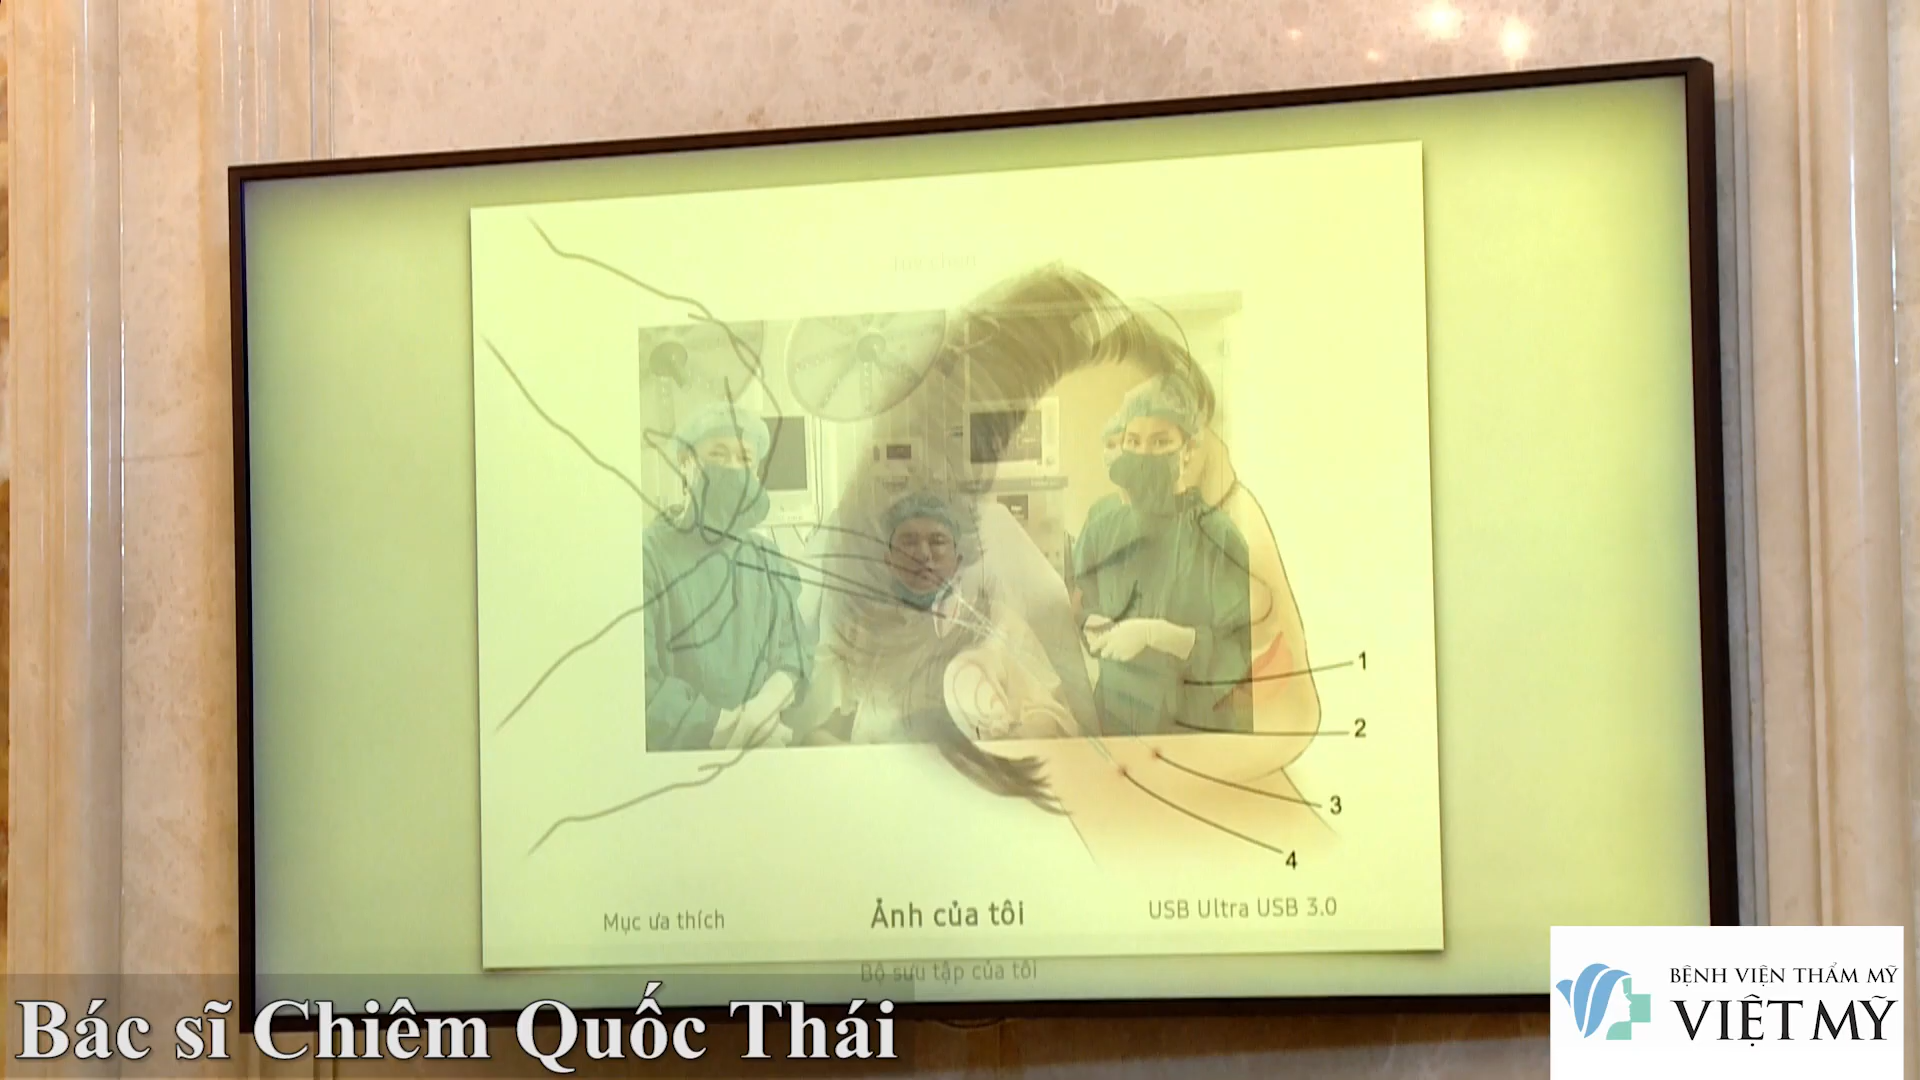 1
2
3
4
Mục ưa thích
Ảnh của tôi
USB Ultra USB 3.0
Bộ sưu tập của tôi
Bác sĩ Chiêm Quốc Thái
BỆNH VIỆN THẨM MỸ
VIỆT MỸ